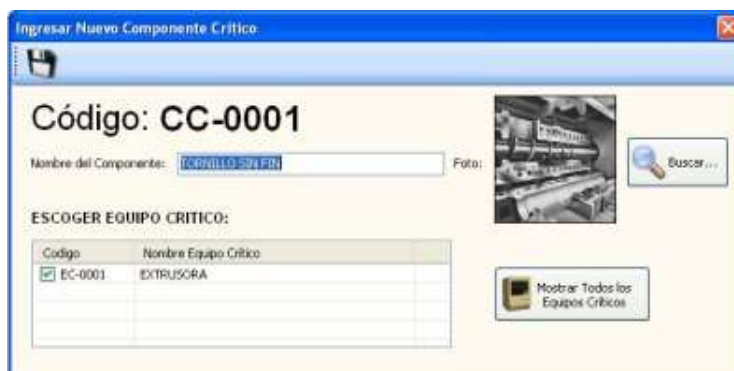 Ingresar Nuevo Componente Crítico
Código: CC-0001
Nombre del Componente: TORNILLO SIN FIN Foto: Buscar...
ESCOGER EQUIPO CRITICO:
Codigo Nombre Equipo Crítico
EC-0001 EXTRUSORA
Mostrar Todos los
Equipos Críticos